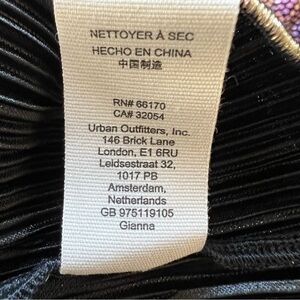 NETTOYER À SEC
HECHO EN CHINA
中国制造
RN# 66170
CA# 32054
Urban Outfitters, Inc.
146 Brick Lane
London, E1 6RU
Leidsestraat 32,
1017 PB
Amsterdam,
Netherlands
GB 975119105
Gianna